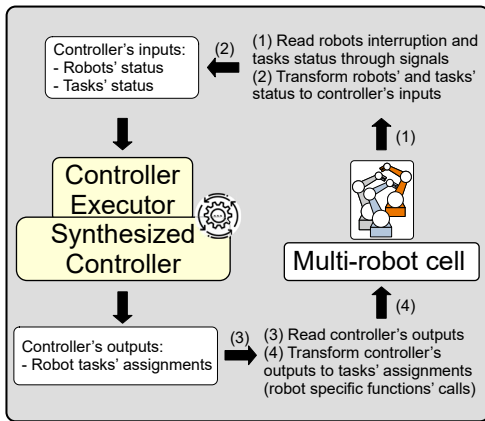 Controller's inputs:
- Robots' status
- Tasks' status
(2)
(1) Read robots interruption and
tasks status through signals
(2) Transform robots' and tasks'
status to controller's inputs
(1)
Controller
Executor
Synthesized
Controller
Multi-robot cell
(4)
Controller's outputs:
- Robot tasks' assignments
(3)
(3) Read controller's outputs
(4) Transform controller's
outputs to tasks' assignments
(robot specific functions' calls)